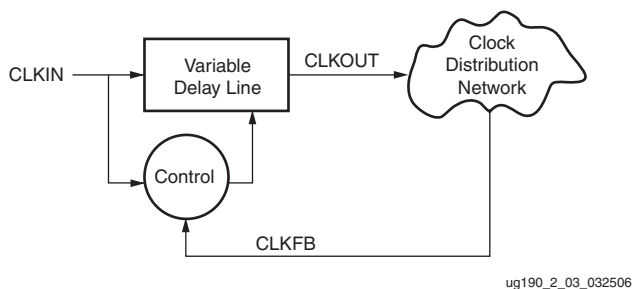 CLKIN
Variable
Delay Line
CLKOUT
Clock
Distribution
Network
Control
CLKFB
ug190_2_03_032506